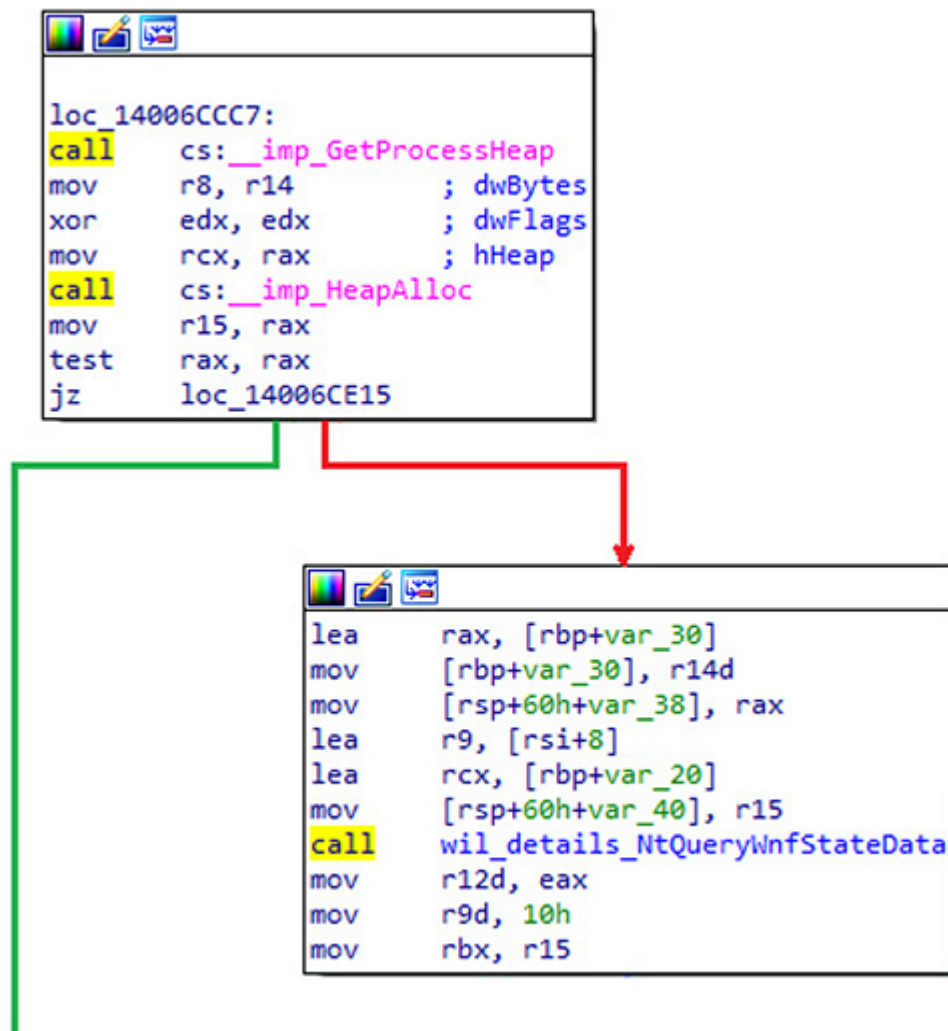 loc_14006CCC7:
call cs:__imp_GetProcessHeap
mov r8, r14 ; dwBytes
xor edx, edx ; dwFlags
mov rcx, rax ; hHeap
call cs:__imp_HeapAlloc
mov r15, rax
test rax, rax
jz loc_14006CE15
lea rax, [rbp+var_30]
mov [rbp+var_30], r14d
mov [rsp+60h+var_38], rax
lea r9, [rsi+8]
lea rcx, [rbp+var_20]
mov [rsp+60h+var_40], r15
call wil_details_NtQueryWnfStateData
mov r12d, eax
mov r9d, 10h
mov rbx, r15